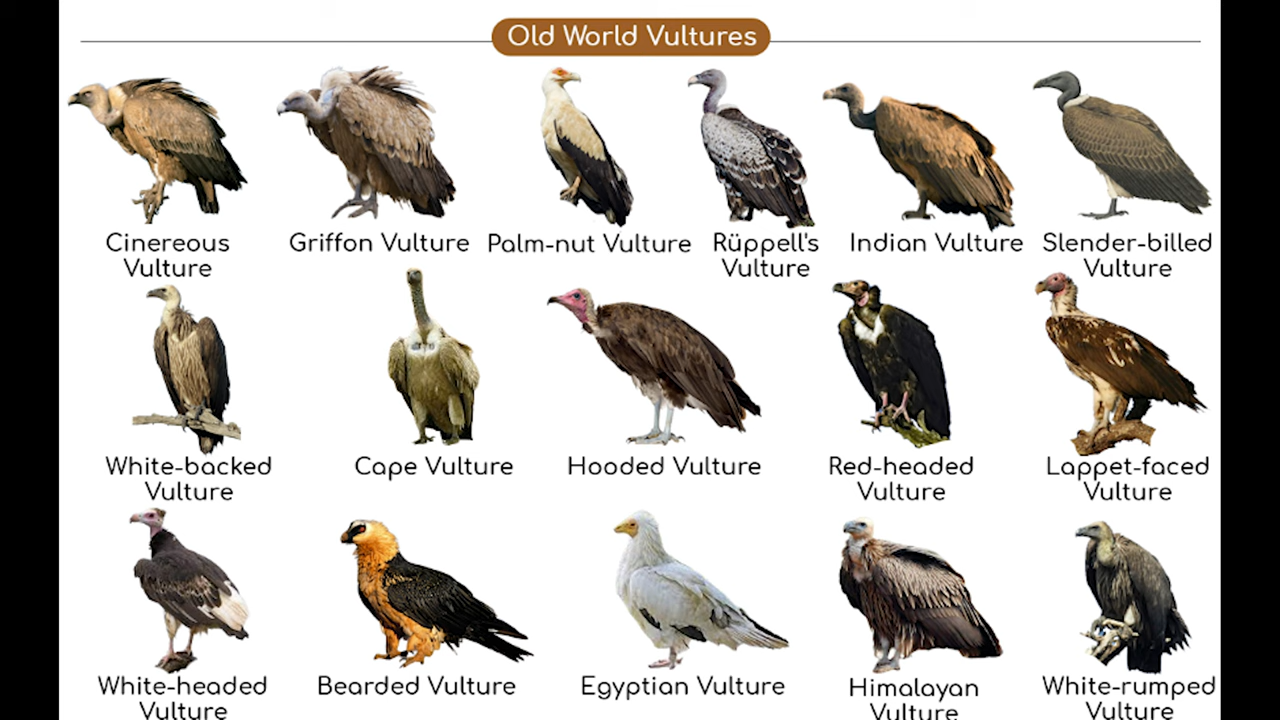 Old World Vultures
Cinereous
Vulture
Griffon Vulture
Palm-nut Vulture
Rüppell's
Vulture
Indian Vulture
Slender-billed
Vulture
White-backed
Vulture
Cape Vulture
Hooded Vulture
Red-headed
Vulture
Lappet-faced
Vulture
White-headed
Vulture
Bearded Vulture
Egyptian Vulture
Himalayan
Vulture
White-rumped
Vulture